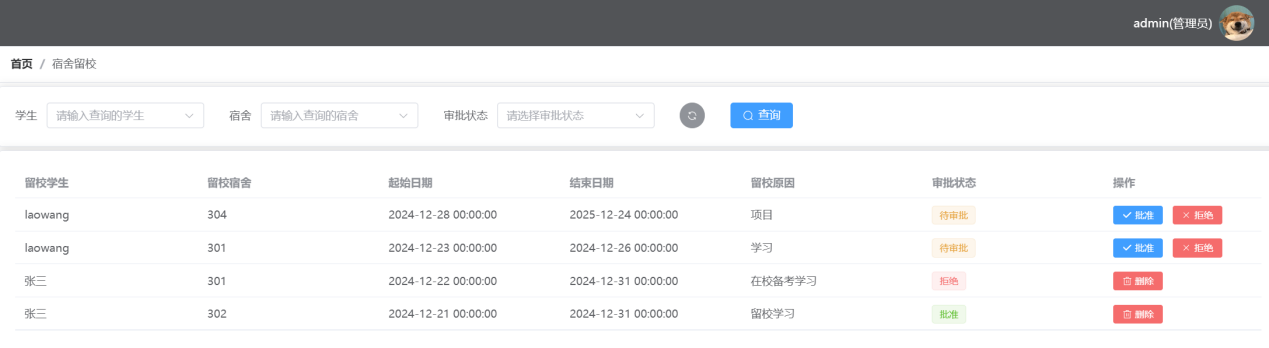 admin(管理员)
首页 / 宿舍留校
学生 请输入查询的学生 宿舍 请输入查询的宿舍 审批状态 请选择审批状态 查询
留校学生 留校宿舍 起始日期 结束日期 留校原因 审批状态 操作
laowang 304 2024-12-28 00:00:00 2025-12-24 00:00:00 项目 待审批 批准 拒绝
laowang 301 2024-12-23 00:00:00 2024-12-26 00:00:00 学习 待审批 批准 拒绝
张三 301 2024-12-22 00:00:00 2024-12-31 00:00:00 在校备考学习 拒绝 删除
张三 302 2024-12-21 00:00:00 2024-12-31 00:00:00 留校学习 批准 删除